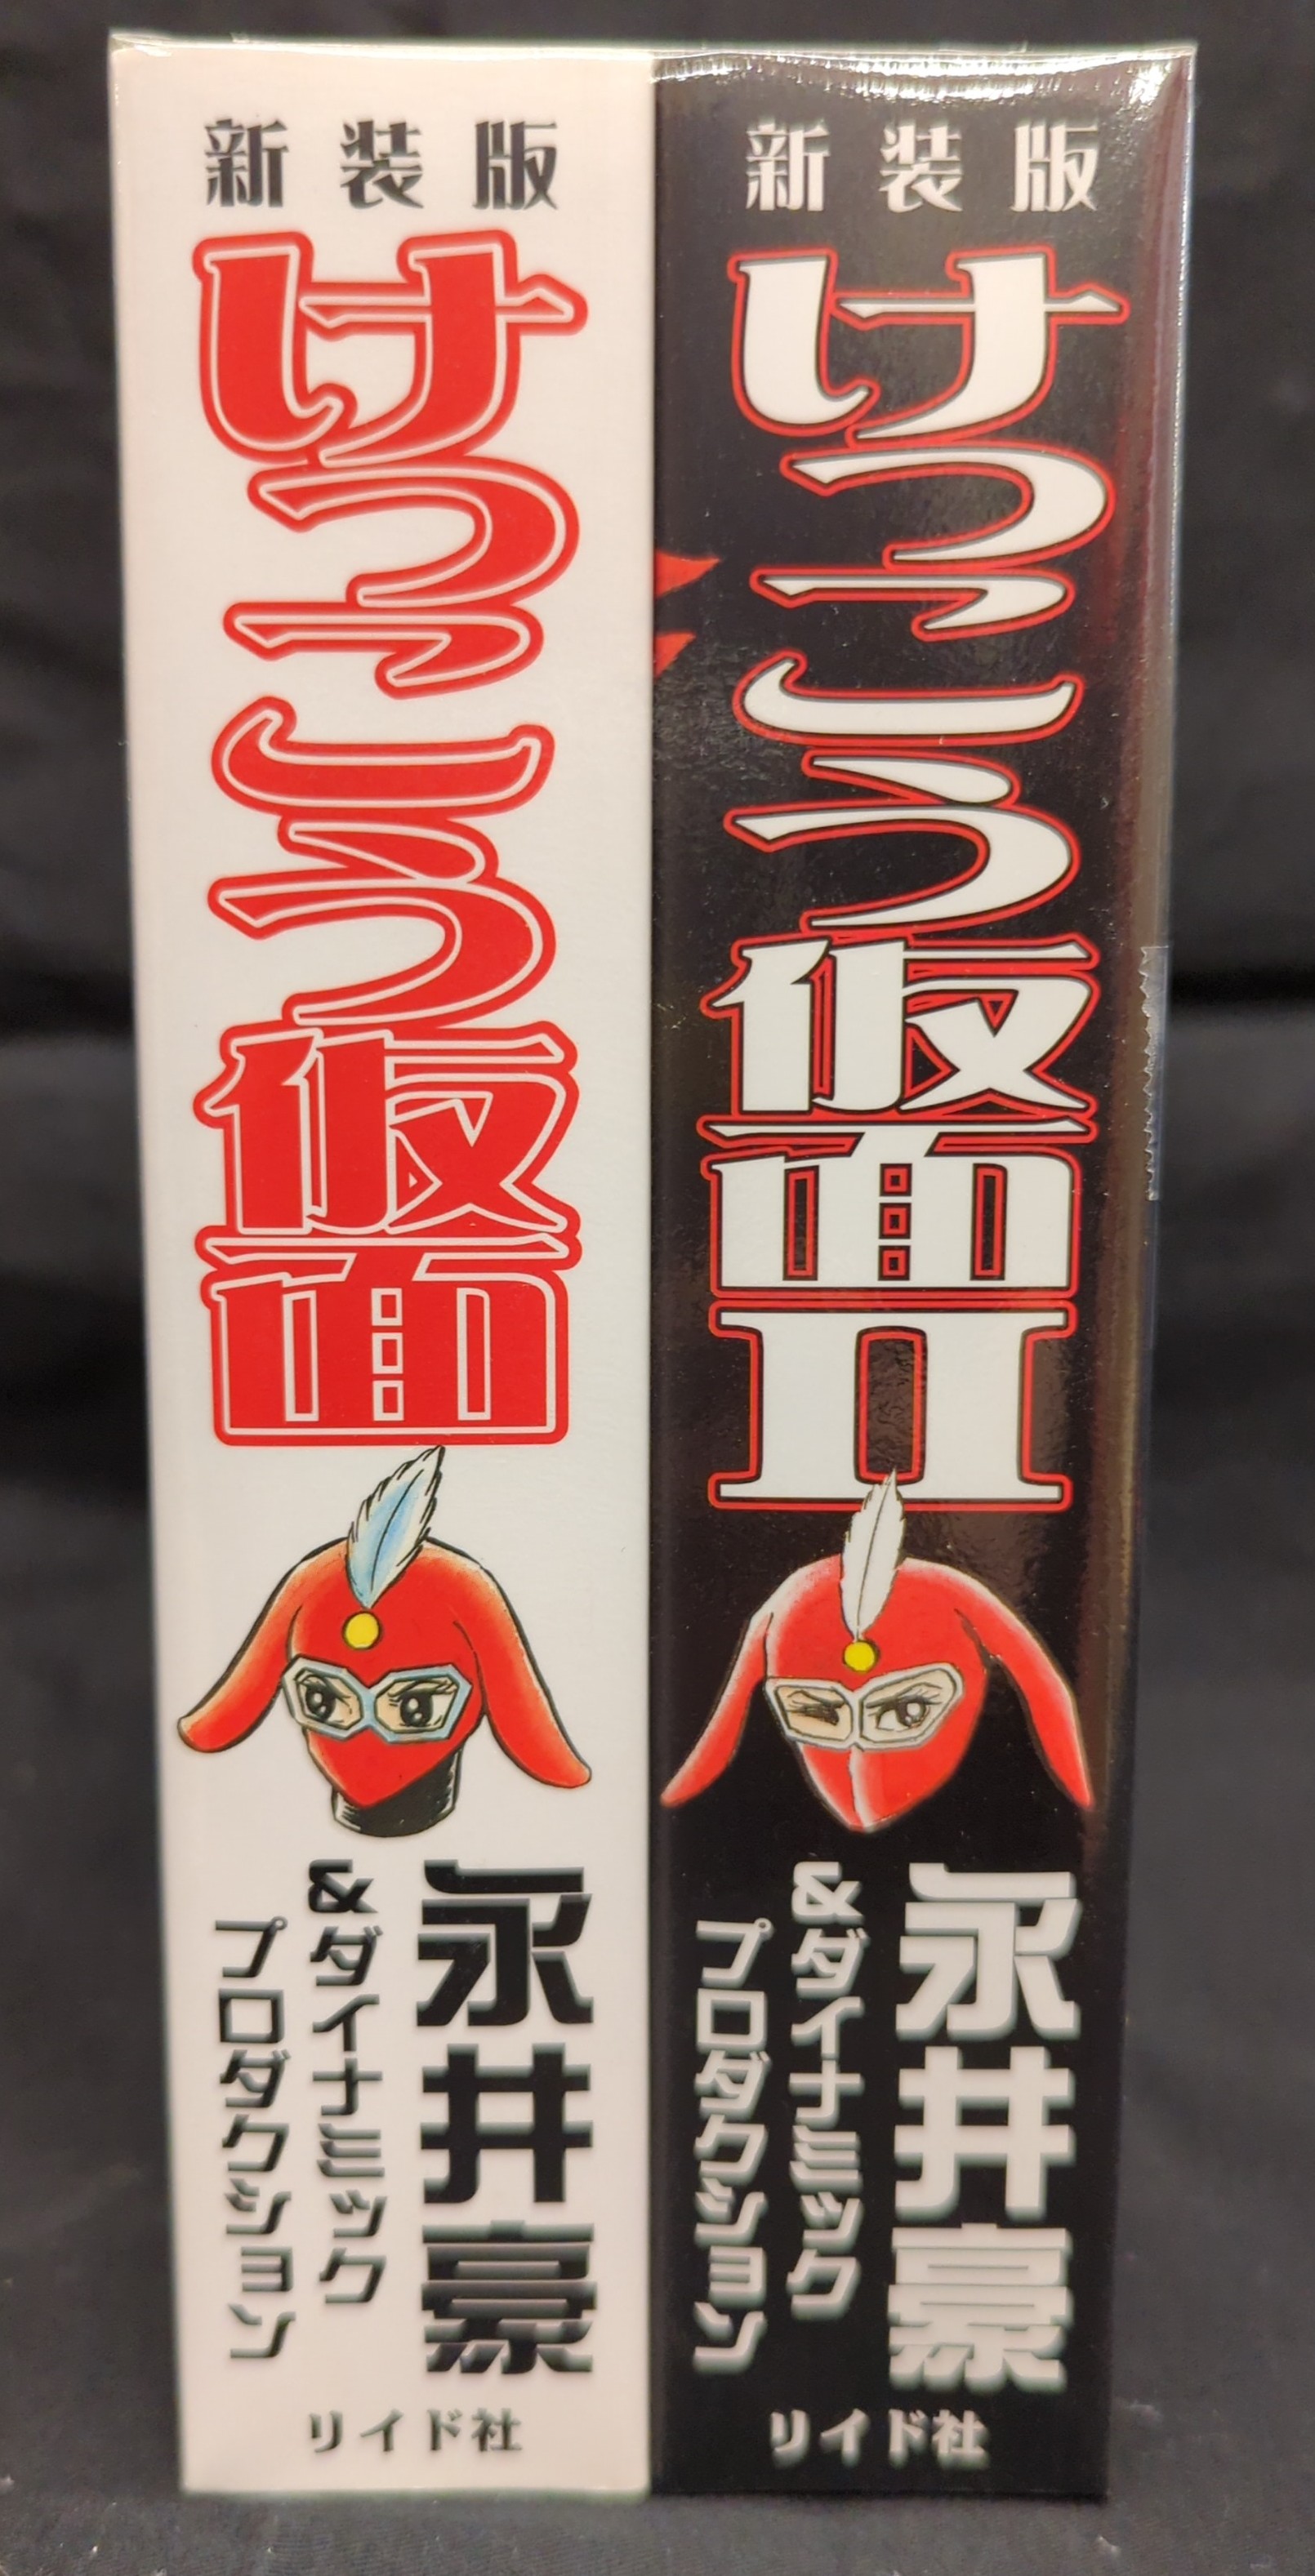 新装版
けっこう仮面
永井豪
&ダイナミック
プロダクション
リイド社
新装版
けっこう仮面II
永井豪
&ダイナミック
プロダクション
リイド社